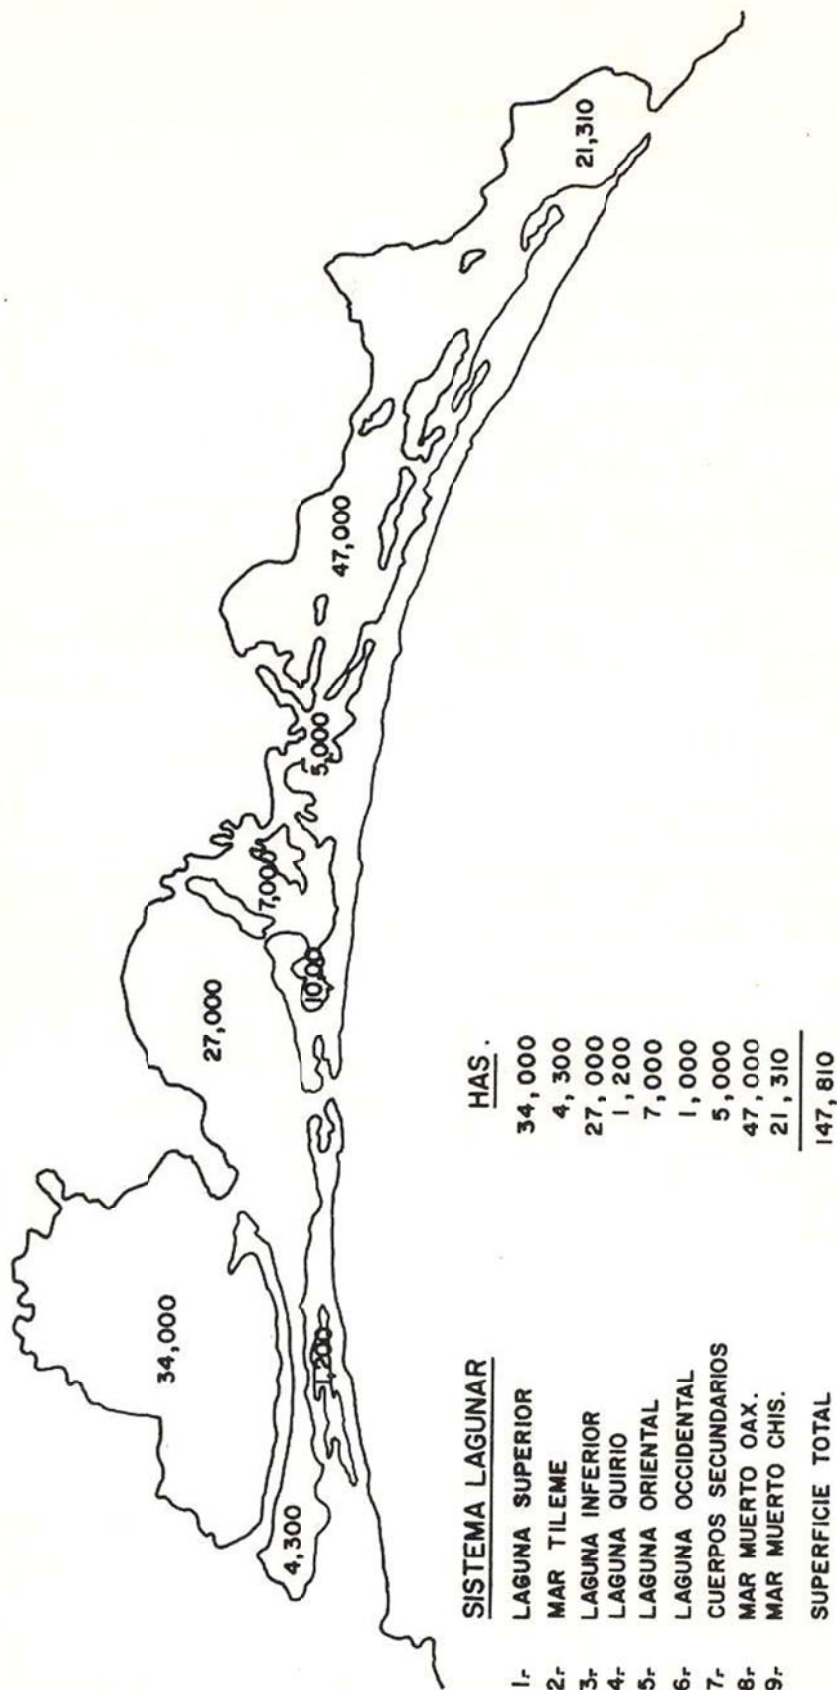 34,000
4,300
1,200
27,000
10,00
7,000
5,000
47,000
21,310
SISTEMA LAGUNAR HAS.
1.- LAGUNA SUPERIOR 34,000
2.- MAR TILEME 4,300
3.- LAGUNA INFERIOR 27,000
4.- LAGUNA QUIRIO 1,200
5.- LAGUNA ORIENTAL 7,000
6.- LAGUNA OCCIDENTAL 1,000
7.- CUERPOS SECUNDARIOS 5,000
8.- MAR MUERTO OAX. 47,000
9.- MAR MUERTO CHIS. 21,310
SUPERFICIE TOTAL 147,810